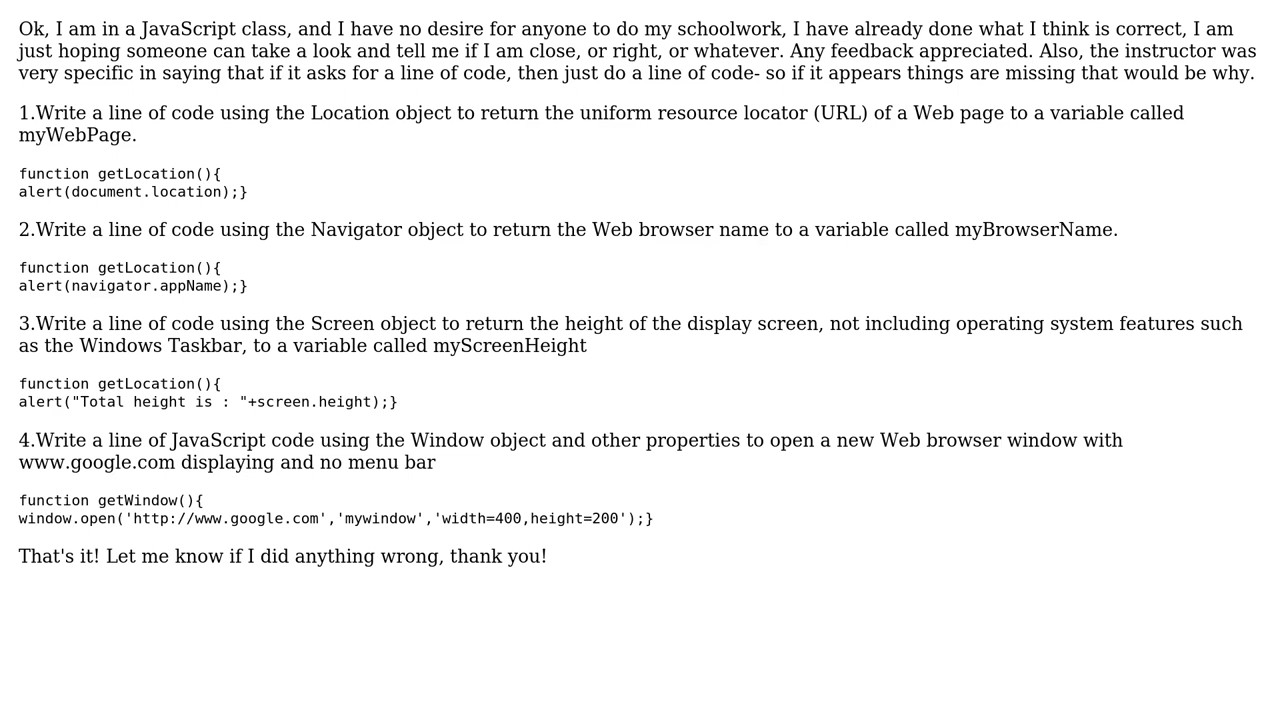 Ok, I am in a JavaScript class, and I have no desire for anyone to do my schoolwork, I have already done what I think is correct, I am
just hoping someone can take a look and tell me if I am close, or right, or whatever. Any feedback appreciated. Also, the instructor was
very specific in saying that if it asks for a line of code, then just do a line of code- so if it appears things are missing that would be why.
1.Write a line of code using the Location object to return the uniform resource locator (URL) of a Web page to a variable called
myWebPage.
function getLocation(){
alert(document.location);}
2.Write a line of code using the Navigator object to return the Web browser name to a variable called myBrowserName.
function getLocation(){
alert(navigator.appName);}
3.Write a line of code using the Screen object to return the height of the display screen, not including operating system features such
as the Windows Taskbar, to a variable called myScreenHeight
function getLocation(){
alert("Total height is : "+screen.height);}
4.Write a line of JavaScript code using the Window object and other properties to open a new Web browser window with
www.google.com displaying and no menu bar
function getWindow(){
window.open('http://www.google.com','mywindow','width=400,height=200');}
That's it! Let me know if I did anything wrong, thank you!